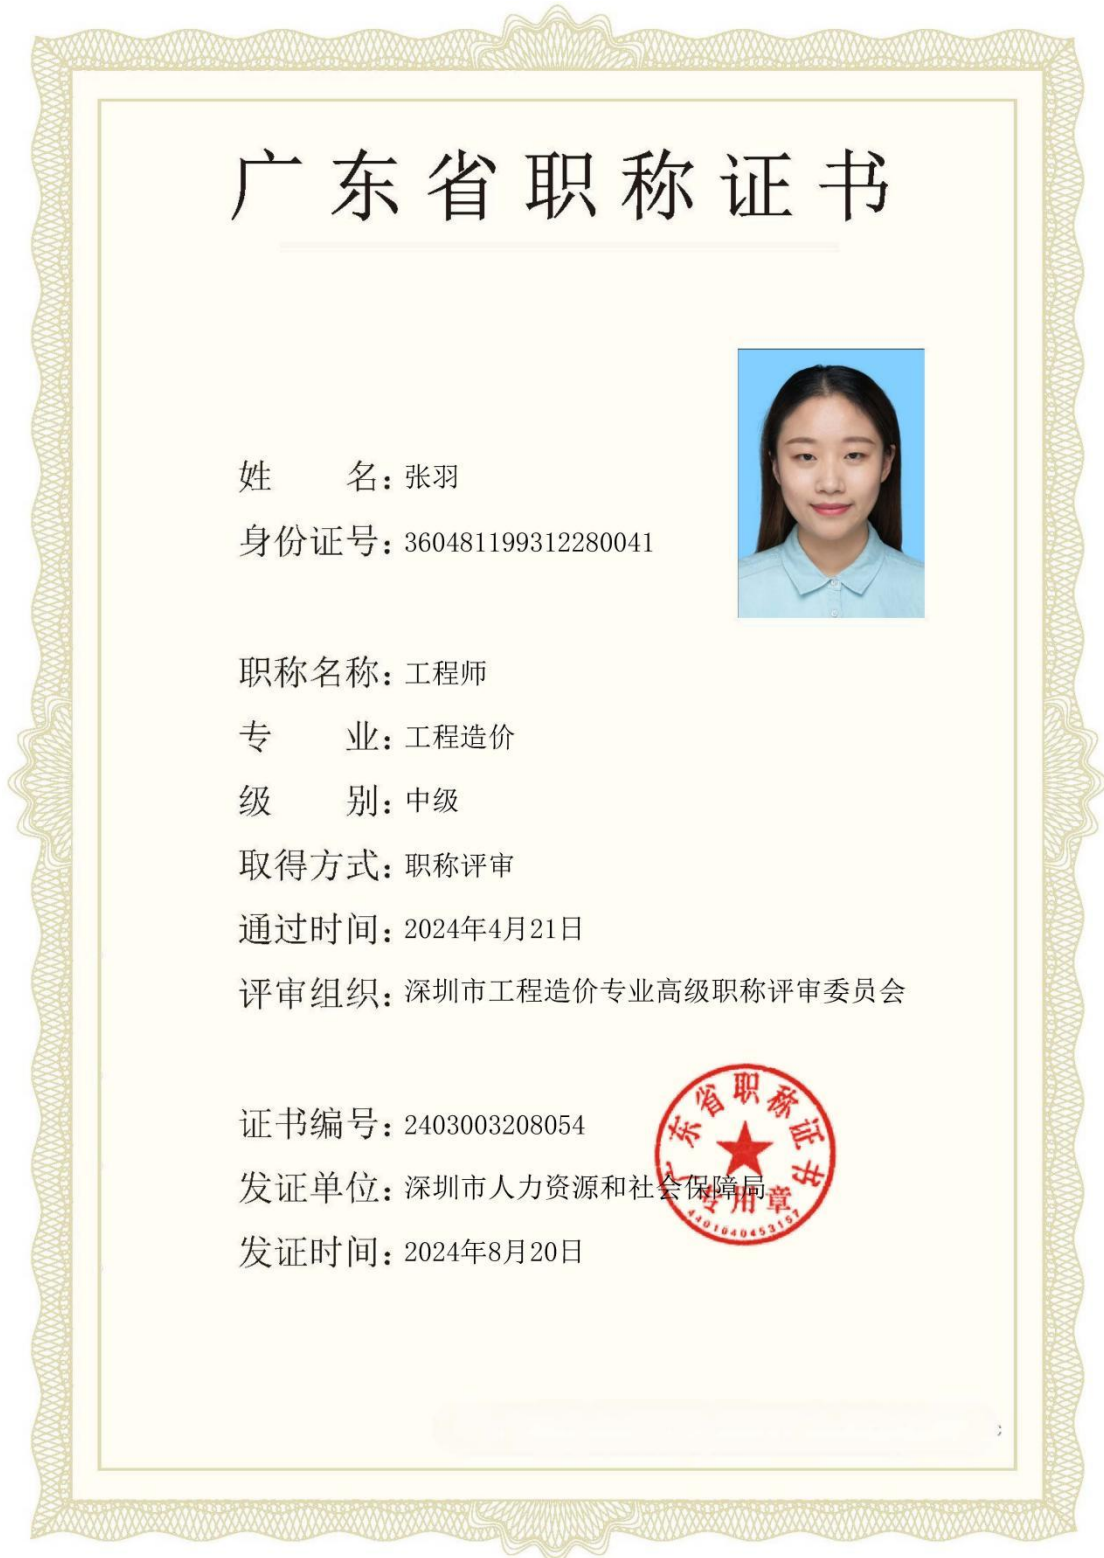 广东省职称证书
姓 名：张羽
身份证号：360481199312280041
职称名称：工程师
专 业：工程造价
级 别：中级
取得方式：职称评审
通过时间：2024年4月21日
评审组织：深圳市工程造价专业高级职称评审委员会
证书编号：2403003208054
发证单位：深圳市人力资源和社会保障局
发证时间：2024年8月20日
广东省职称证书
专用章
4401040453157